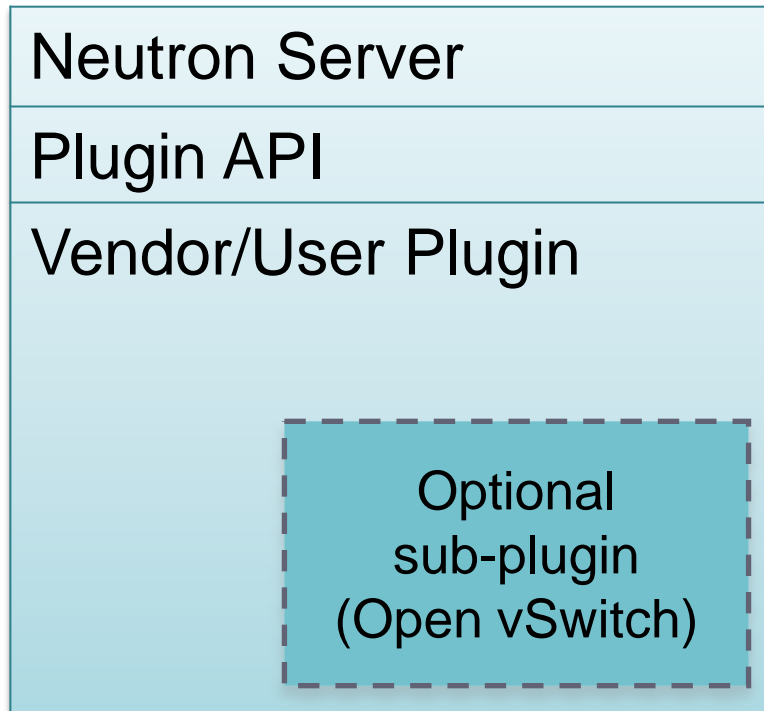 Neutron Server
Plugin API
Vendor/User Plugin
Optional
sub-plugin
(Open vSwitch)